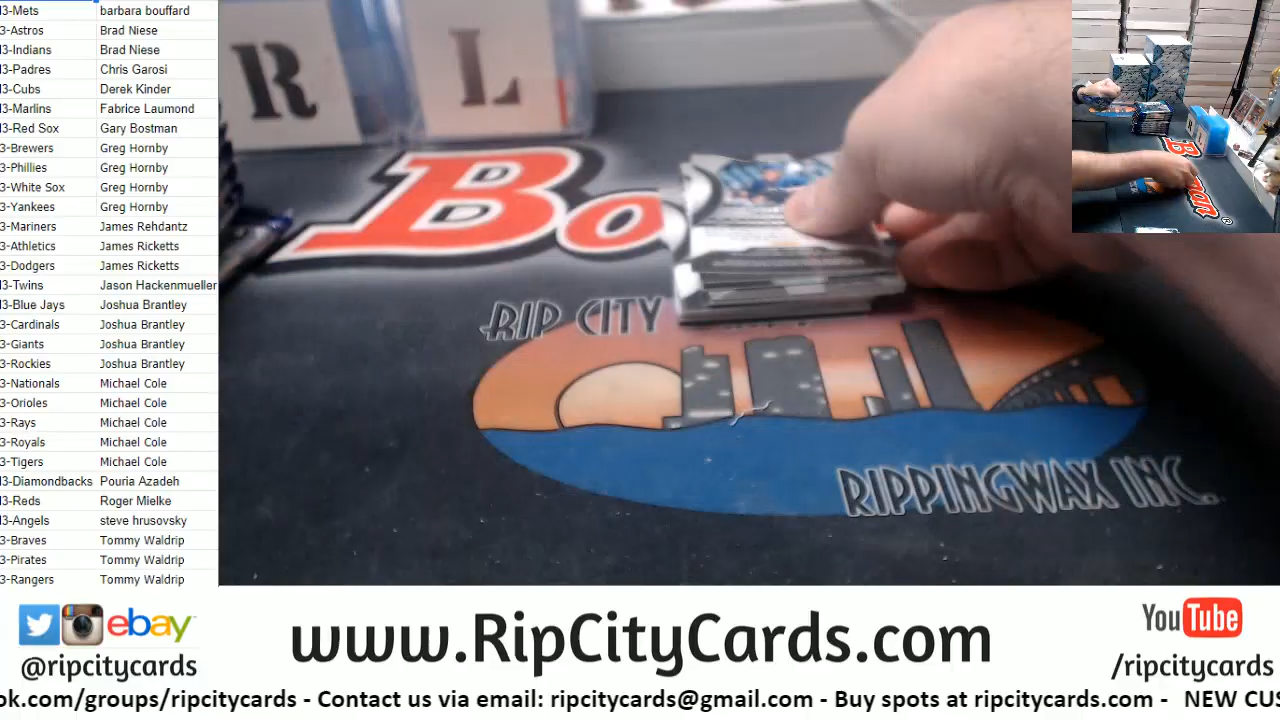 13-Mets barbara bouffard
3-Astros Brad Niese
3-Indians Brad Niese
3-Padres Chris Garosi
3-Cubs Derek Kinder
3-Marlins Fabrice Laumond
13-Red Sox Gary Bostman
3-Brewers Greg Hornby
3-Phillies Greg Hornby
3-White Sox Greg Hornby
3-Yankees Greg Hornby
3-Mariners James Rehdantz
3-Athletics James Ricketts
3-Dodgers James Ricketts
13-Twins Jason Hackenmueller
13-Blue Jays Joshua Brantley
3-Cardinals Joshua Brantley
3-Giants Joshua Brantley
3-Rockies Joshua Brantley
3-Nationals Michael Cole
3-Orioles Michael Cole
3-Rays Michael Cole
3-Royals Michael Cole
3-Tigers Michael Cole
3-Diamondbacks Pouria Azadeh
13-Reds Roger Mielke
13-Angels steve hrusovsky
3-Braves Tommy Waldrip
3-Pirates Tommy Waldrip
3-Rangers Tommy Waldrip
R L
Bo
RIP CITY
RIPPINGWAX INC.
ebay
@ripcitycards
www.RipCityCards.com
YouTube
/ripcitycards
ok.com/groups/ripcitycards - Contact us via email: ripcitycards@gmail.com - Buy spots at ripcitycards.com - NEW CUS